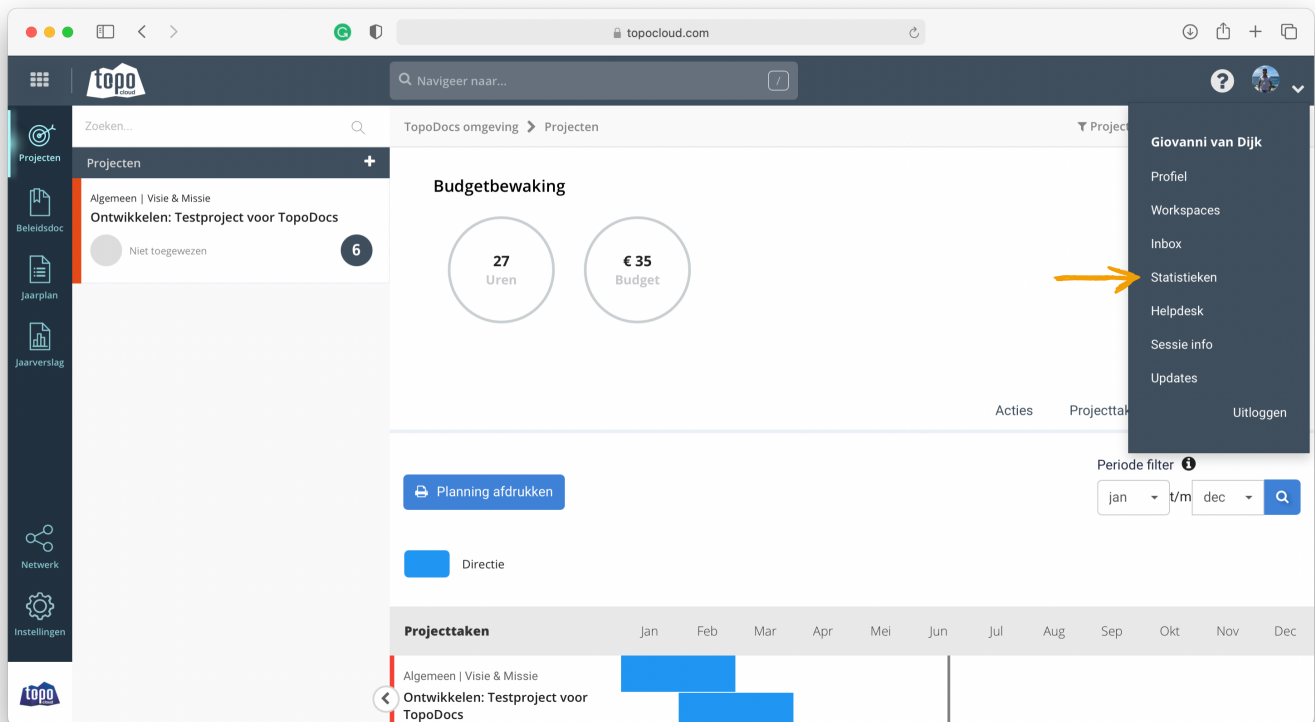 topocloud.com
topo
cloud
Navigeer naar...
/
?
Projecten
Beleidsdoc
Jaarplan
Jaarverslag
Netwerk
Instellingen
topo
cloud
Zoeken...
Projecten +
Algemeen | Visie & Missie
Ontwikkelen: Testproject voor TopoDocs
Niet toegewezen
6
TopoDocs omgeving > Projecten
Project
Budgetbewaking
27
Uren
€ 35
Budget
Giovanni van Dijk
Profiel
Workspaces
Inbox
Statistieken
Helpdesk
Sessie info
Updates
Uitloggen
Acties Projecttak
Planning afdrukken
Periode filter
jan t/m dec
Directie
Projecttaken Jan Feb Mar Apr Mei Jun Jul Aug Sep Okt Nov Dec
Algemeen | Visie & Missie
Ontwikkelen: Testproject voor
TopoDocs